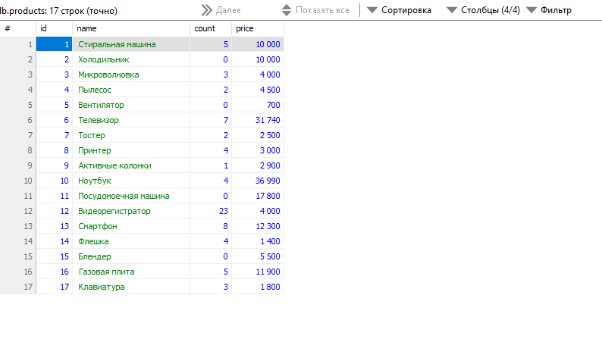 lb.products: 17 строк (точно) Далее Показать все Сортировка Столбцы (4/4) Фильтр
# id name count price
1 1 Стиральная машина 5 10 000
2 2 Холодильник 0 10 000
3 3 Микроволновка 3 4 000
4 4 Пылесос 2 4 500
5 5 Вентилятор 0 700
6 6 Телевизор 7 31 740
7 7 Тостер 2 2 500
8 8 Принтер 4 3 000
9 9 Активные колонки 1 2 900
10 10 Ноутбук 4 36 990
11 11 Посудомоечная машина 0 17 800
12 12 Видеорегистратор 23 4 000
13 13 Смартфон 8 12 300
14 14 Флешка 4 1 400
15 15 Блендер 0 5 500
16 16 Газовая плита 5 11 900
17 17 Клавиатура 3 1 800